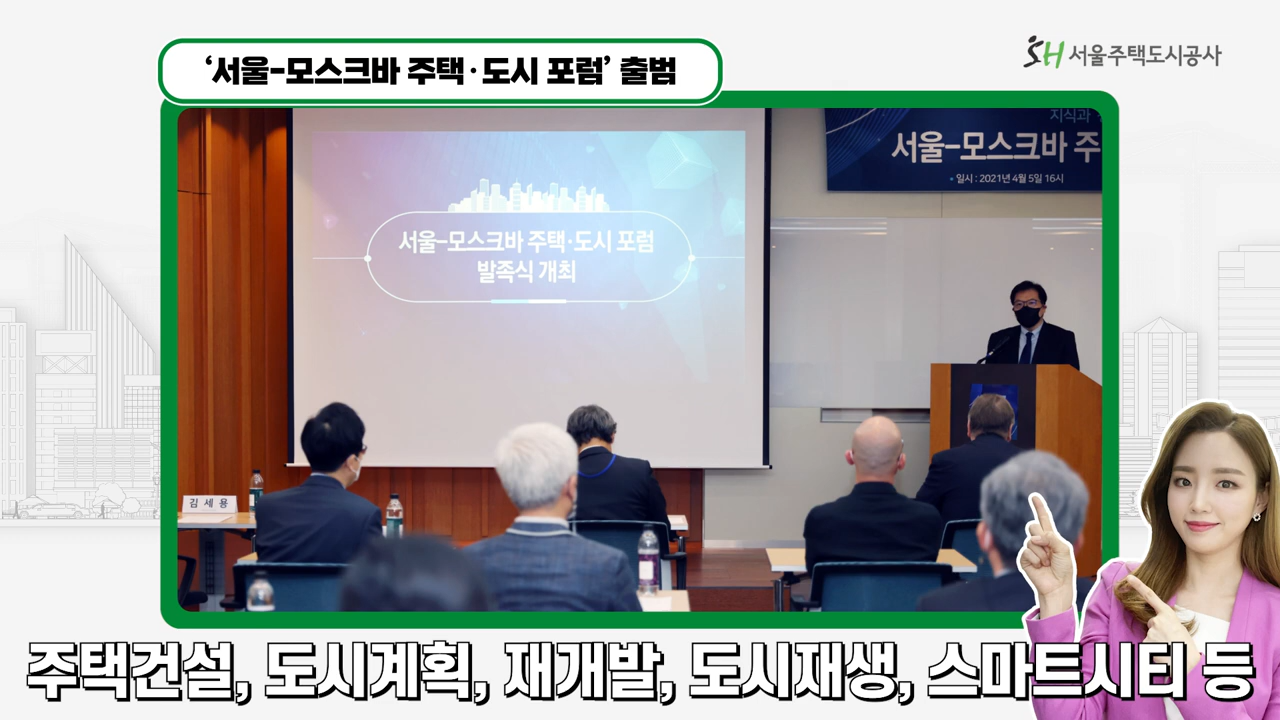 ‘서울-모스크바 주택·도시 포럼’ 출범
SH 서울주택도시공사
지식과
서울-모스크바 주
• 일시 : 2021년 4월 5일 16시
서울-모스크바 주택·도시 포럼
발족식 개최
김 세 용
주택건설, 도시계획, 재개발, 도시재생, 스마트시티 등